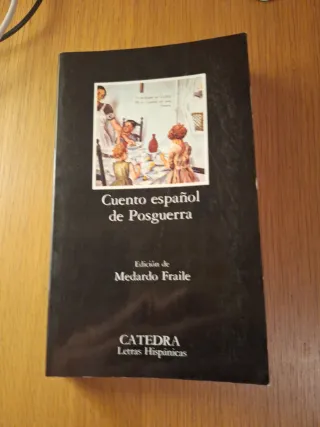 Cuento español
de Posguerra
Edición de
Medardo Fraile
CATEDRA
Letras Hispánicas